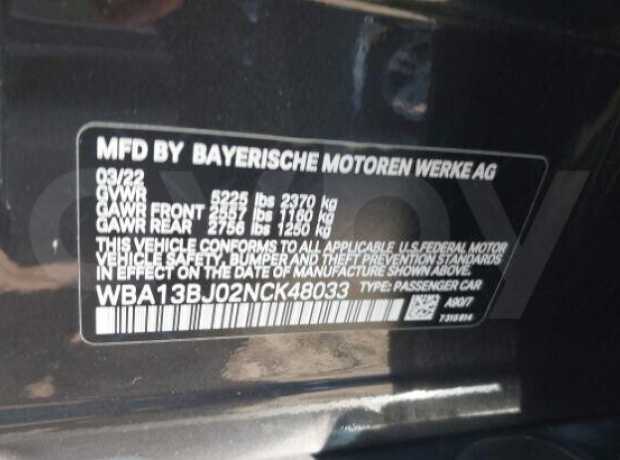 MFD BY BAYERISCHE MOTOREN WERKE AG
03/22
GVWR 5225 lbs 2370 kg
GAWR FRONT 2557 lbs 1160 kg
GAWR REAR 2756 lbs 1250 kg
THIS VEHICLE CONFORMS TO ALL APPLICABLE U.S.FEDERAL MOTOR
VEHICLE SAFETY, BUMPER AND THEFT PREVENTION STANDARDS
IN EFFECT ON THE DATE OF MANUFACTURE SHOWN ABOVE.
WBA13BJ02NCK48033 TYPE: PASSENGER CAR
A90/7